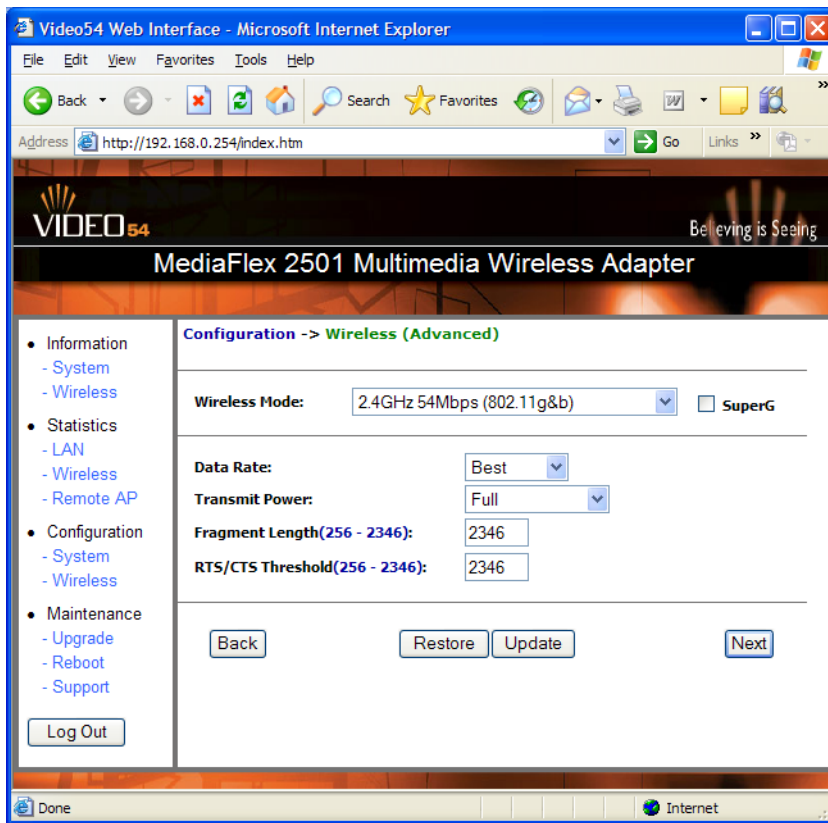 Video54 Web Interface - Microsoft Internet Explorer
File Edit View Favorites Tools Help
Back Search Favorites »
Address http://192.168.0.254/index.htm Go Links »
VIDEO54
Believing is Seeing
MediaFlex 2501 Multimedia Wireless Adapter
• Information
- System
- Wireless
• Statistics
- LAN
- Wireless
- Remote AP
• Configuration
- System
- Wireless
• Maintenance
- Upgrade
- Reboot
- Support
Log Out
Configuration -> Wireless (Advanced)
Wireless Mode: 2.4GHz 54Mbps (802.11g&b) SuperG
Data Rate: Best
Transmit Power: Full
Fragment Length(256 - 2346): 2346
RTS/CTS Threshold(256 - 2346): 2346
Back Restore Update Next
Done Internet